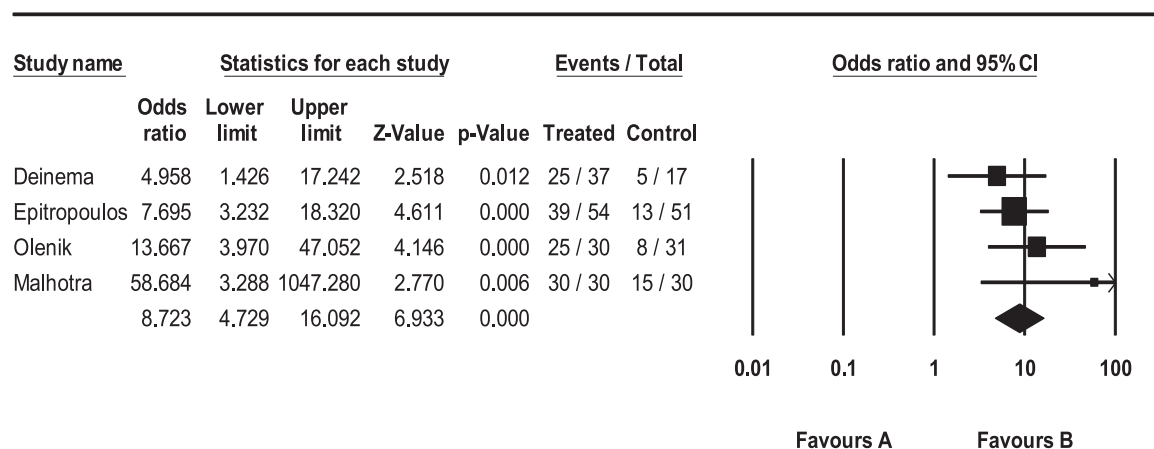 Study name Statistics for each study Events / Total Odds ratio and 95% CI
Odds Lower Upper
ratio limit limit Z-Value p-Value Treated Control
Deinema 4.958 1.426 17.242 2.518 0.012 25 / 37 5 / 17
Epitropoulos 7.695 3.232 18.320 4.611 0.000 39 / 54 13 / 51
Olenik 13.667 3.970 47.052 4.146 0.000 25 / 30 8 / 31
Malhotra 58.684 3.288 1047.280 2.770 0.006 30 / 30 15 / 30
8.723 4.729 16.092 6.933 0.000
0.01 0.1 1 10 100
Favours A Favours B